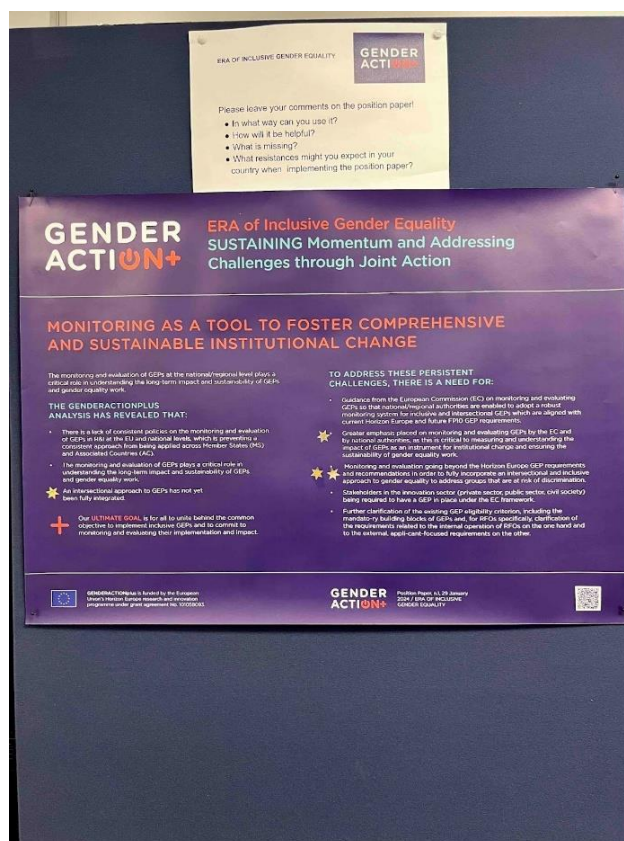 ERA OF INCLUSIVE GENDER EQUALITY
GENDER
ACTION+
Please leave your comments on the position paper!
• In what way can you use it?
• How will it be helpful?
• What is missing?
• What resistances might you expect in your
country when implementing the position paper?
GENDER
ACTION+
ERA of Inclusive Gender Equality
SUSTAINING Momentum and Addressing
Challenges through Joint Action
MONITORING AS A TOOL TO FOSTER COMPREHENSIVE
AND SUSTAINABLE INSTITUTIONAL CHANGE
The monitoring and evaluation of GEPs at the national/regional level plays a
critical role in understanding the long-term impact and sustainability of GEPs
and gender equality work.
THE GENDERACTIONPLUS
ANALYSIS HAS REVEALED THAT:
• There is a lack of consistent policies on the monitoring and evaluation
of GEPs in R&I at the EU and national levels, which is preventing a
consistent approach from being applied across Member States (MS)
and Associated Countries (AC).
• The monitoring and evaluation of GEPs plays a critical role in
understanding the long-term impact and sustainability of GEPs
and gender equality work.
An intersectional approach to GEPs has not yet
been fully integrated.
+ Our ULTIMATE GOAL is for all to unite behind the common
objective to implement inclusive GEPs and to commit to
monitoring and evaluating their implementation and impact.
TO ADDRESS THESE PERSISTENT
CHALLENGES, THERE IS A NEED FOR:
• Guidance from the European Commission (EC) on monitoring and evaluating
GEPs so that national/regional authorities are enabled to adopt a robust
monitoring system for inclusive and intersectional GEPs which are aligned with
current Horizon Europe and future FP10 GEP requirements.
Greater emphasis placed on monitoring and evaluating GEPs by the EC and
by national authorities, as this is critical to measuring and understanding the
impact of GEPs as an instrument for institutional change and ensuring the
sustainability of gender equality work.
Monitoring and evaluation going beyond the Horizon Europe GEP requirements
and recommendations in order to fully incorporate an intersectional and inclusive
approach to gender equality to address groups that are at risk of discrimination.
• Stakeholders in the innovation sector (private sector, public sector, civil society)
being required to have a GEP in place under the EC framework.
• Further clarification of the existing GEP eligibility criterion, including the
mandato-ry building blocks of GEPs and, for RFOs specifically, clarification of
the requirements related to the internal operation of RFOs on the one hand and
to the external, appli-cant-focused requirements on the other.
GENDERACTIONplus is funded by the European
Union's Horizon Europe research and innovation
programme under grant agreement No. 101058093.
GENDER
ACTION+
Position Paper, n.1, 29 January
2024 / ERA OF INCLUSIVE
GENDER EQUALITY